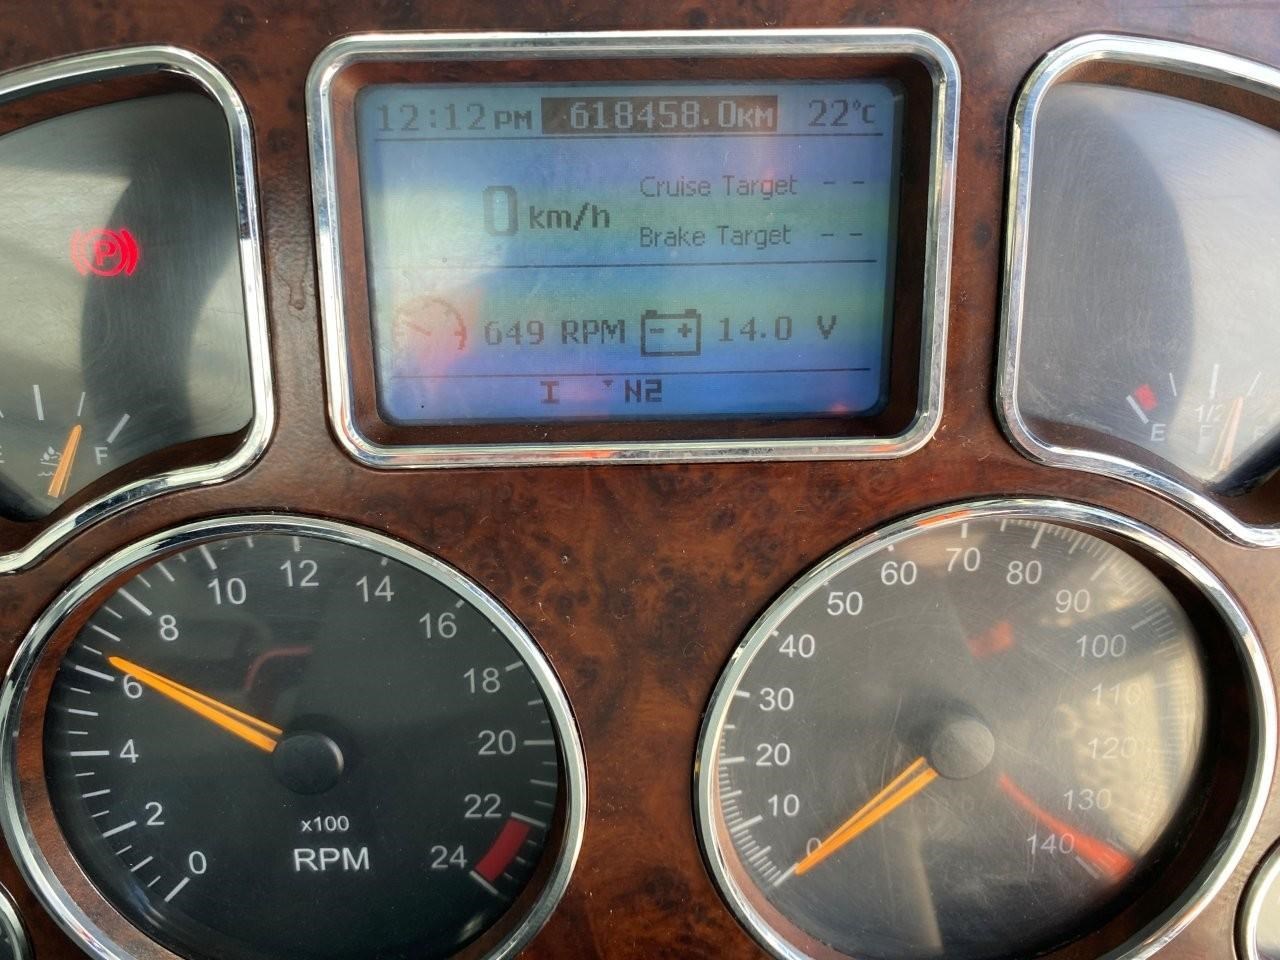 12:12 PM 618458.0KM 22°C
0 km/h
Cruise Target --
Brake Target --
649 RPM - + 14.0 V
I N2
P
F
E 1/2
0 2 4 6 8 10 12 14 16 18 20 22 24
x100
RPM
0 10 20 30 40 50 60 70 80 90 100 110 120 130 140